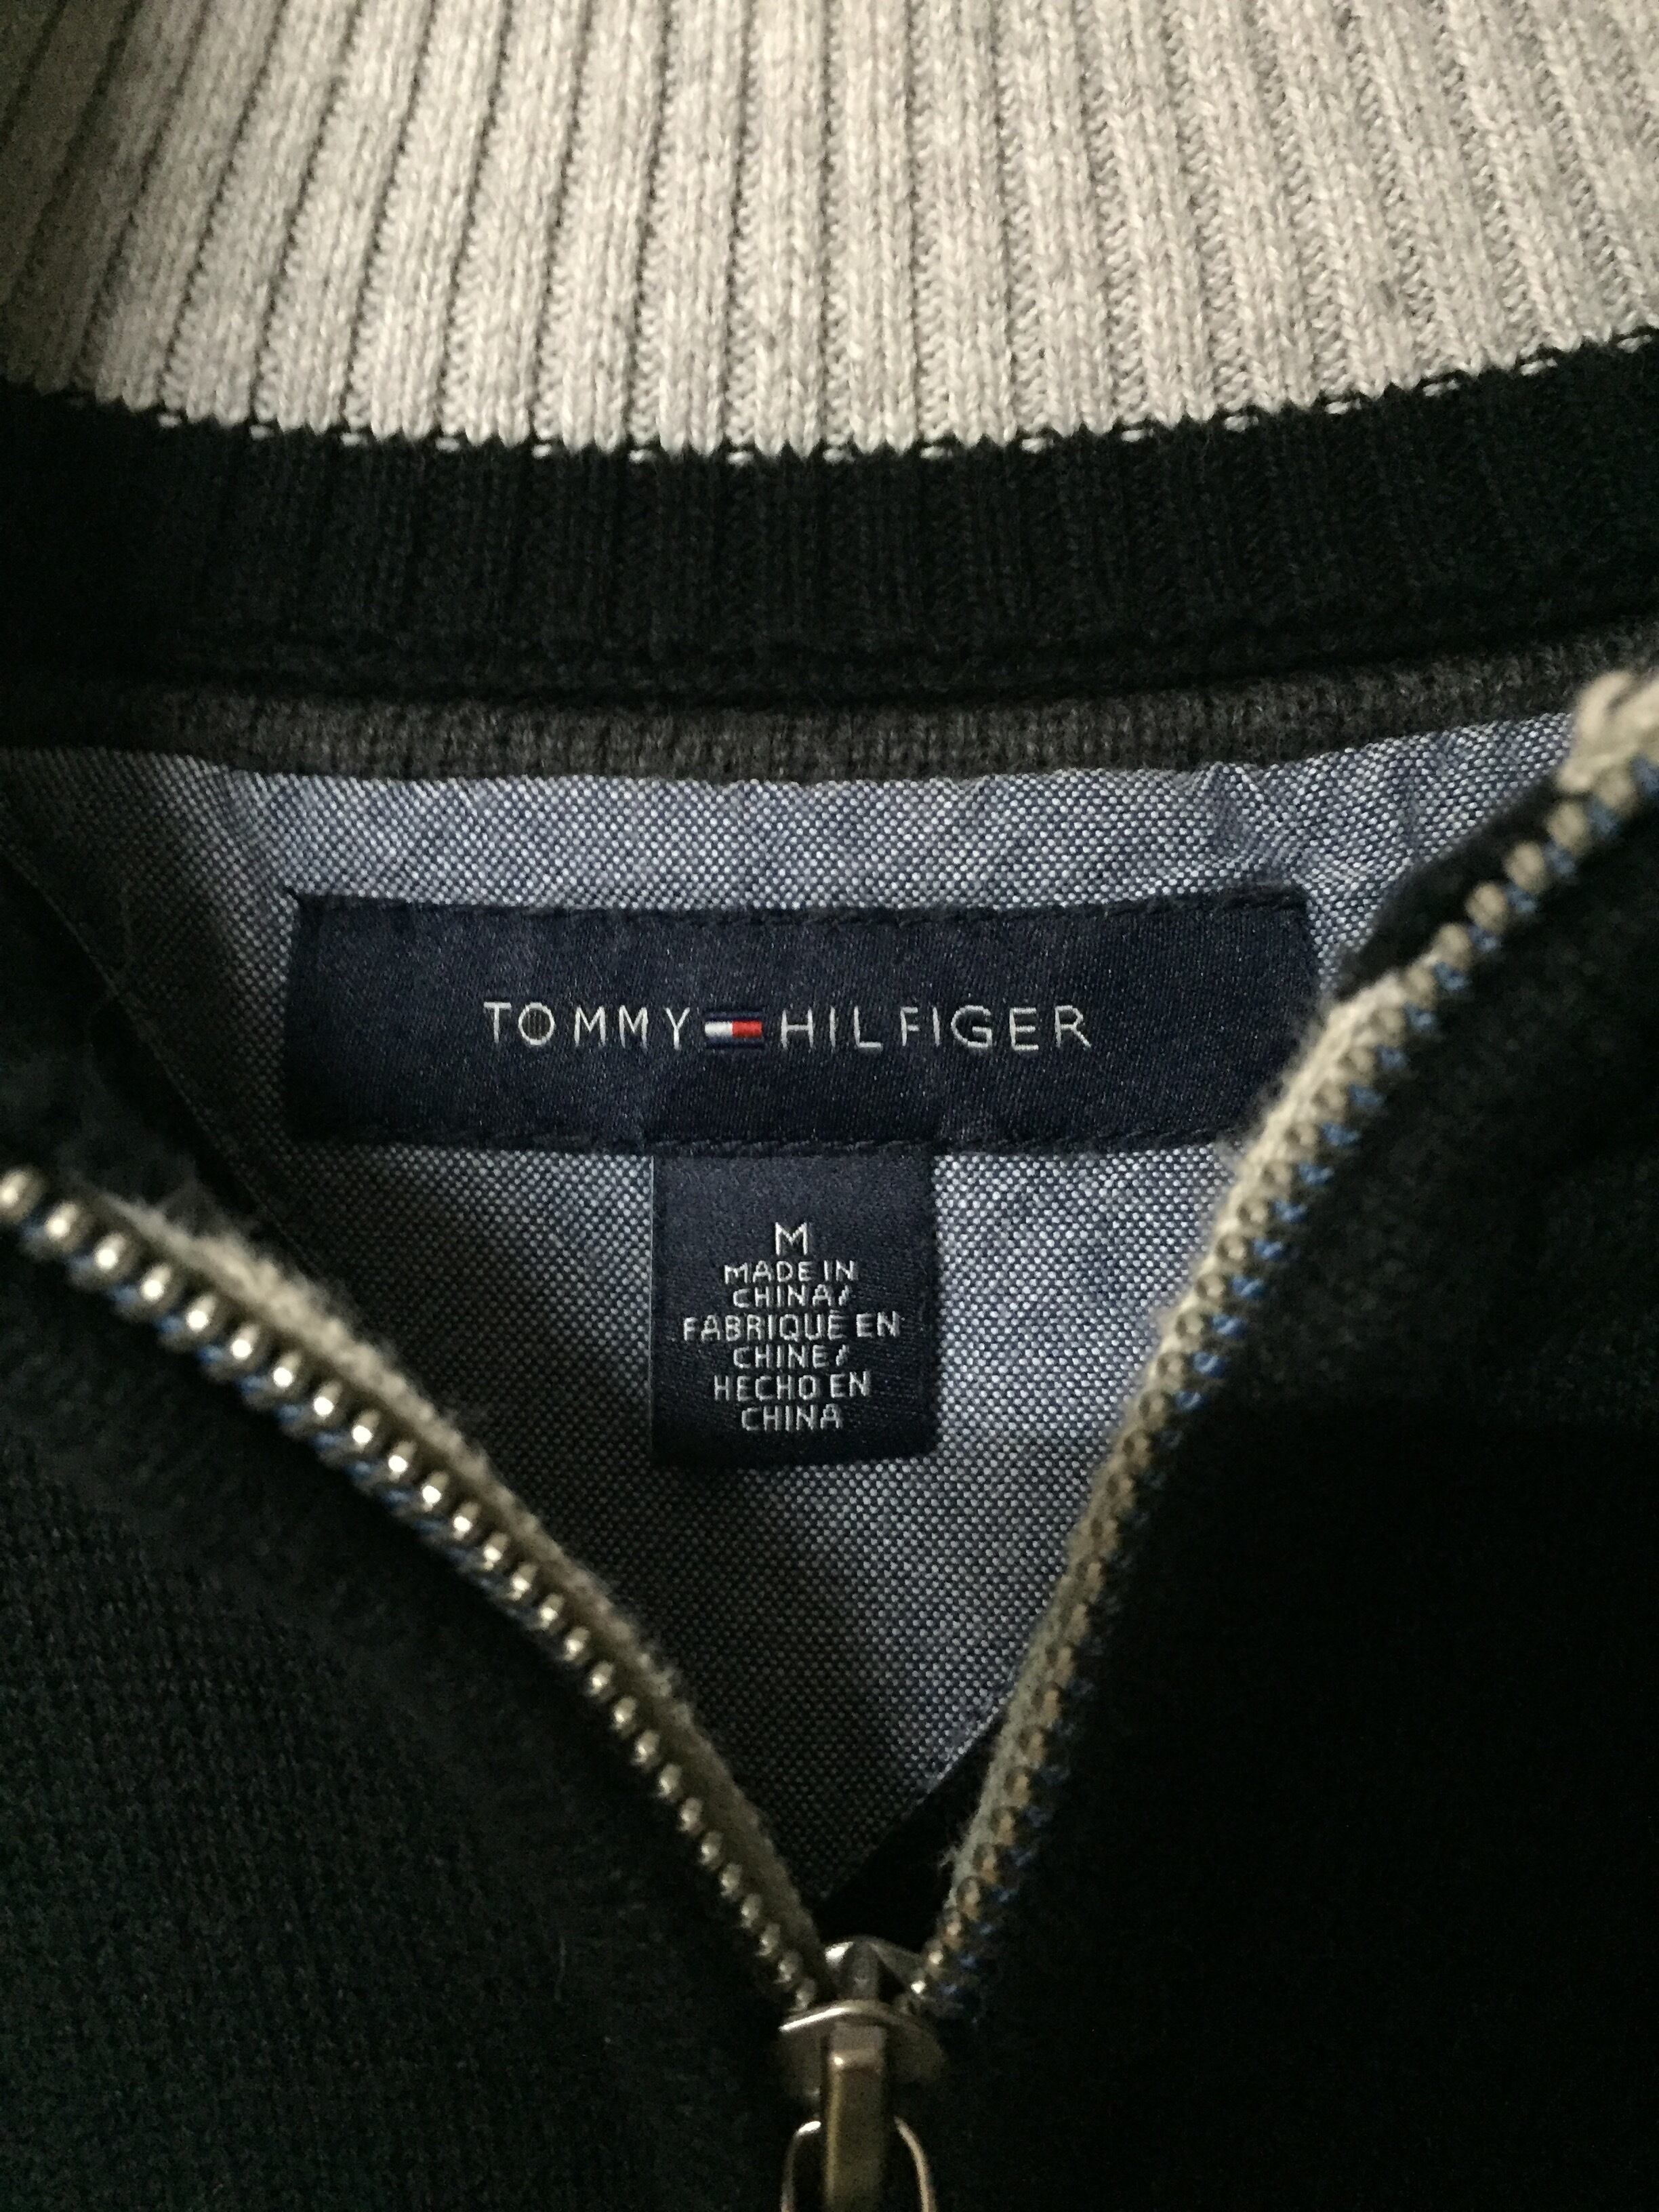 TOMMY HILFIGER
M
MADE IN
CHINA/
FABRIQUÉ EN
CHINE/
HECHO EN
CHINA